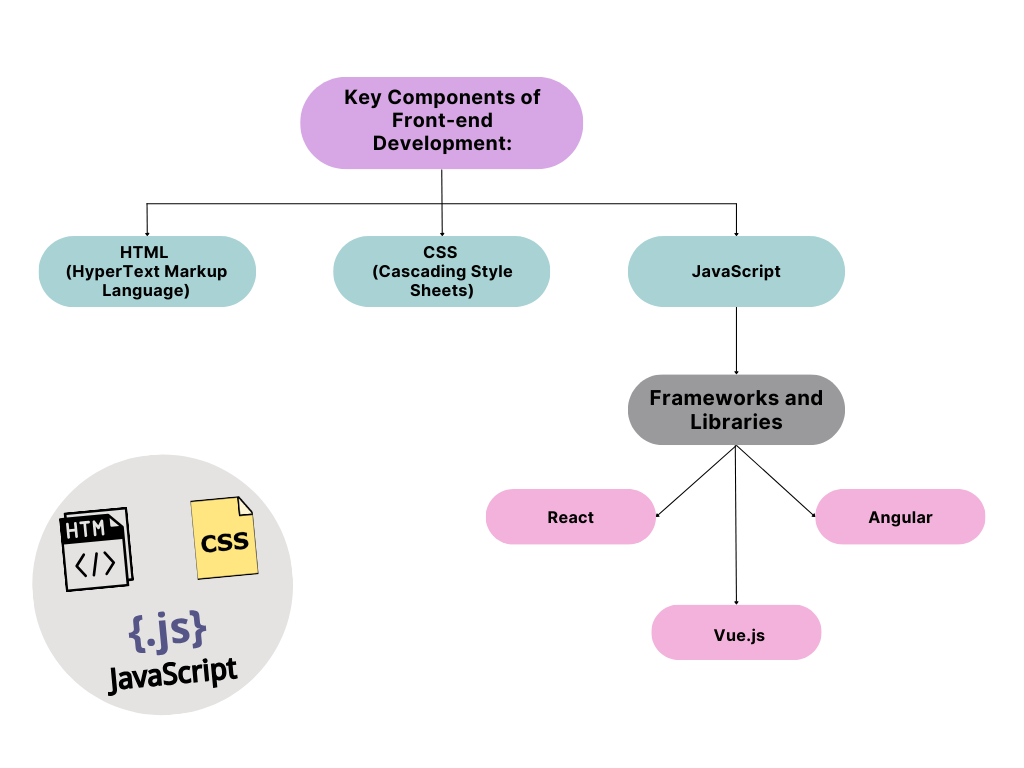 Key Components of
Front-end
Development:
HTML
(HyperText Markup
Language)
CSS
(Cascading Style
Sheets)
JavaScript
Frameworks and
Libraries
React
Angular
Vue.js
HTM
</>
CSS
{.js}
JavaScript